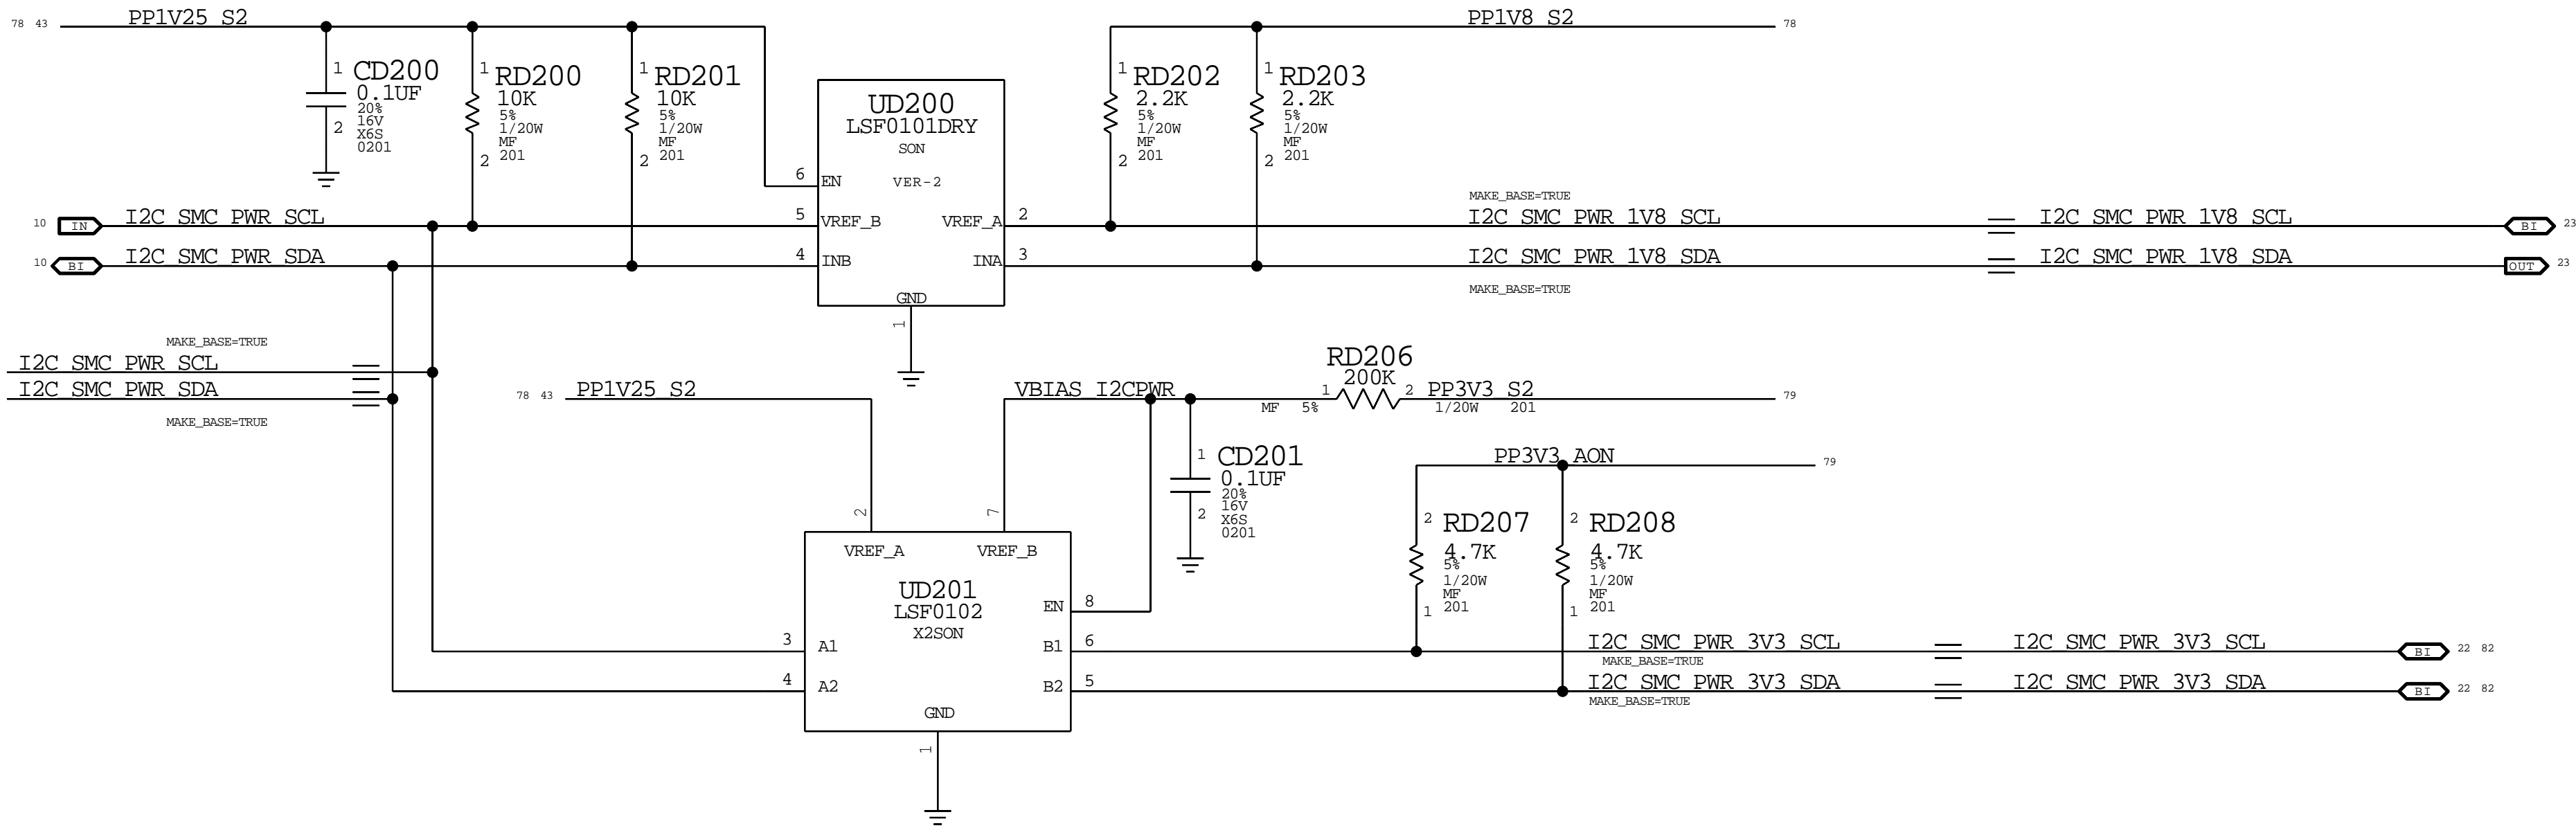 78 43 PP1V25_S2
PP1V8_S2 78
1 CD200
0.1UF
20%
16V
X6S
2
0201
1 RD200
10K
5%
1/20W
MF
2 201
1 RD201
10K
5%
1/20W
MF
2 201
UD200
LSF0101DRY
SON
VER-2
6 EN
5 VREF_B
4 INB
VREF_A 2
INA 3
GND
1
1 RD202
2.2K
5%
1/20W
MF
2 201
1 RD203
2.2K
5%
1/20W
MF
2 201
10 IN I2C_SMC_PWR_SCL
10 BI I2C_SMC_PWR_SDA
MAKE_BASE=TRUE
I2C_SMC_PWR_1V8_SCL I2C_SMC_PWR_1V8_SCL BI 23
I2C_SMC_PWR_1V8_SDA I2C_SMC_PWR_1V8_SDA OUT 23
MAKE_BASE=TRUE
MAKE_BASE=TRUE
I2C_SMC_PWR_SCL
I2C_SMC_PWR_SDA
MAKE_BASE=TRUE
78 43 PP1V25_S2
VBIAS_I2CPWR
RD206
200K
1 2 PP3V3_S2 79
MF 5% 1/20W 201
1 CD201
0.1UF
20%
16V
2
X6S
0201
PP3V3_AON 79
2 RD207
4.7K
5%
1/20W
MF
1 201
2 RD208
4.7K
5%
1/20W
MF
1 201
2 7
VREF_A VREF_B
UD201
LSF0102
X2SON
EN 8
3 A1 B1 6
4 A2 B2 5
GND
1
I2C_SMC_PWR_3V3_SCL I2C_SMC_PWR_3V3_SCL BI 22 82
MAKE_BASE=TRUE
I2C_SMC_PWR_3V3_SDA I2C_SMC_PWR_3V3_SDA BI 22 82
MAKE_BASE=TRUE